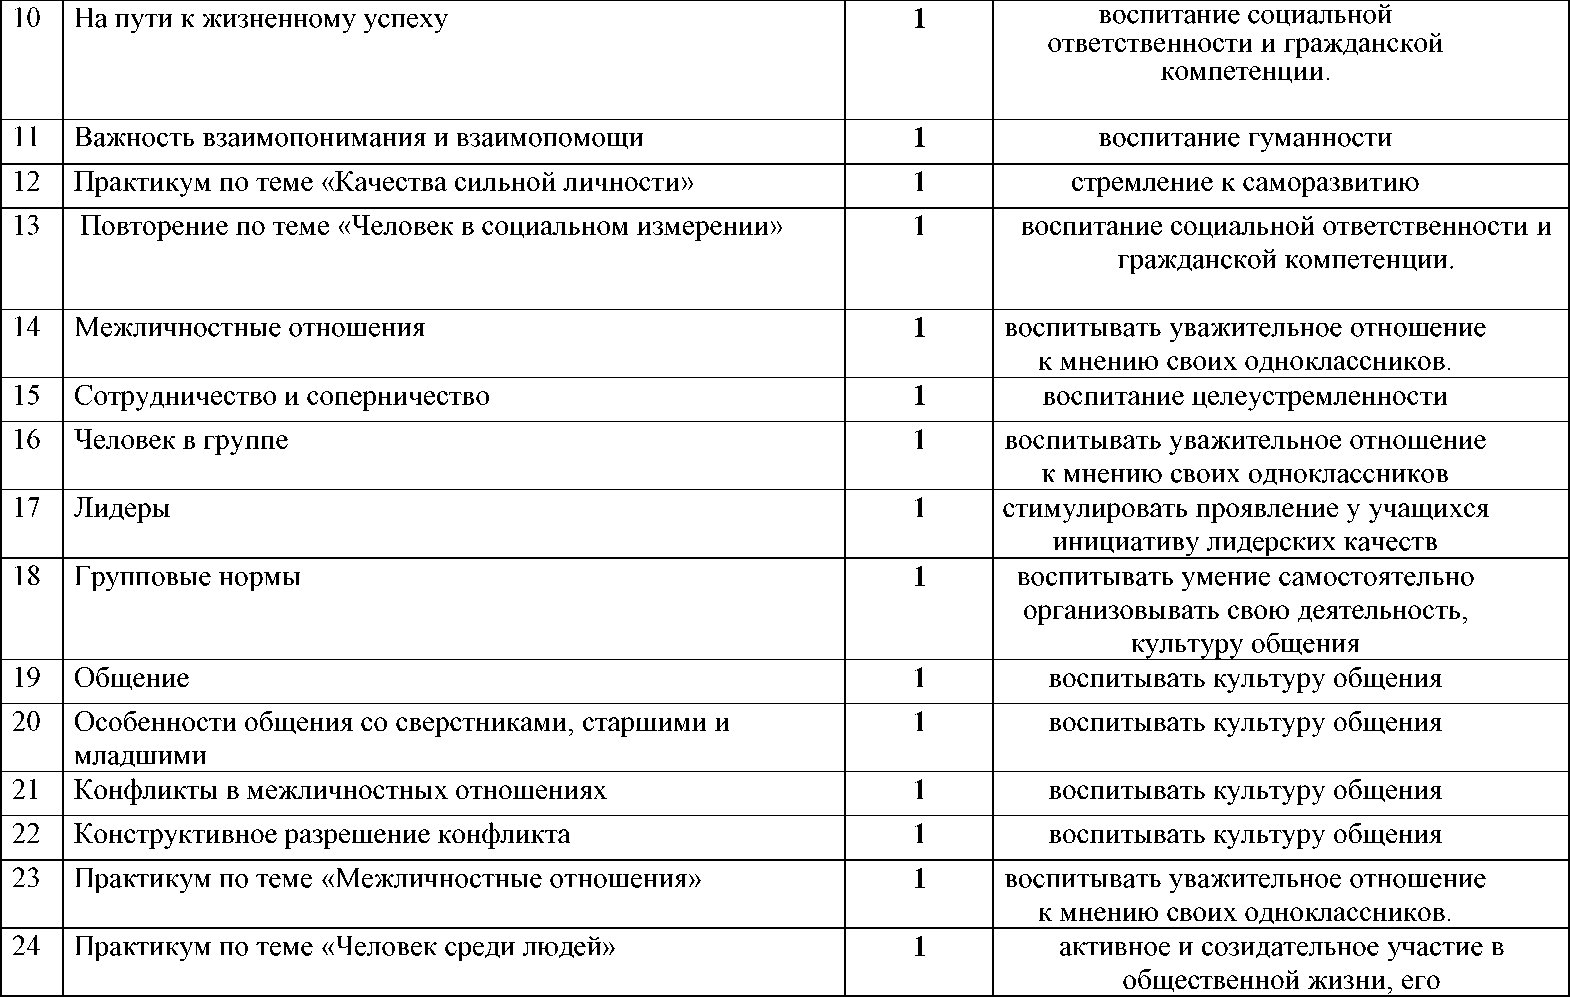 10 На пути к жизненному успеху 1 воспитание социальной
ответственности и гражданской
компетенции.
11 Важность взаимопонимания и взаимопомощи 1 воспитание гуманности
12 Практикум по теме «Качества сильной личности» 1 стремление к саморазвитию
13 Повторение по теме «Человек в социальном измерении» 1 воспитание социальной ответственности и
гражданской компетенции.
14 Межличностные отношения 1 воспитывать уважительное отношение
к мнению своих одноклассников.
15 Сотрудничество и соперничество 1 воспитание целеустремленности
16 Человек в группе 1 воспитывать уважительное отношение
к мнению своих одноклассников
17 Лидеры 1 стимулировать проявление у учащихся
инициативу лидерских качеств
18 Групповые нормы 1 воспитывать умение самостоятельно
организовывать свою деятельность,
культуру общения
19 Общение 1 воспитывать культуру общения
20 Особенности общения со сверстниками, старшими и 1 воспитывать культуру общения
младшими
21 Конфликты в межличностных отношениях 1 воспитывать культуру общения
22 Конструктивное разрешение конфликта 1 воспитывать культуру общения
23 Практикум по теме «Межличностные отношения» 1 воспитывать уважительное отношение
к мнению своих одноклассников.
24 Практикум по теме «Человек среди людей» 1 активное и созидательное участие в
общественной жизни, его